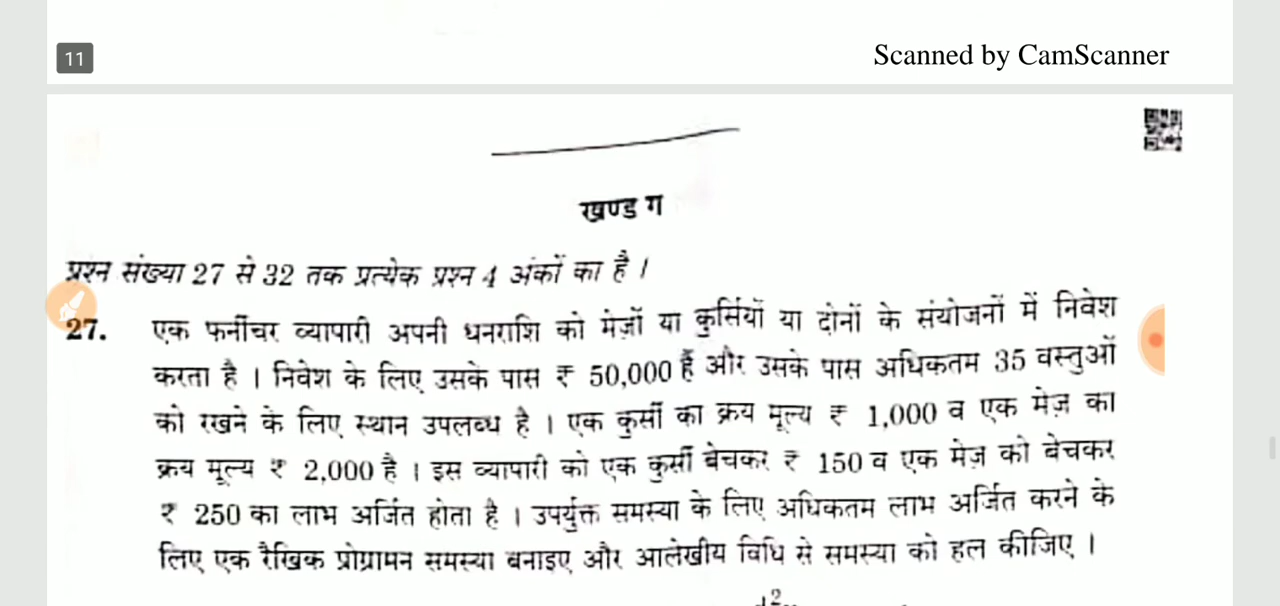 11
Scanned by CamScanner
खण्ड ग
प्रश्न संख्या 27 से 32 तक प्रत्येक प्रश्न 4 अंकों का है ।
27. एक फर्नीचर व्यापारी अपनी धनराशि को मेज़ों या कुर्सियों या दोनों के संयोजनों में निवेश
करता है । निवेश के लिए उसके पास ₹ 50,000 हैं और उसके पास अधिकतम 35 वस्तुओं
को रखने के लिए स्थान उपलब्ध है । एक कुर्सी का क्रय मूल्य ₹ 1,000 व एक मेज़ का
क्रय मूल्य ₹ 2,000 है । इस व्यापारी को एक कुर्सी बेचकर ₹ 150 व एक मेज़ को बेचकर
₹ 250 का लाभ अर्जित होता है । उपर्युक्त समस्या के लिए अधिकतम लाभ अर्जित करने के
लिए एक रैखिक प्रोग्रामन समस्या बनाइए और आलेखीय विधि से समस्या को हल कीजिए ।